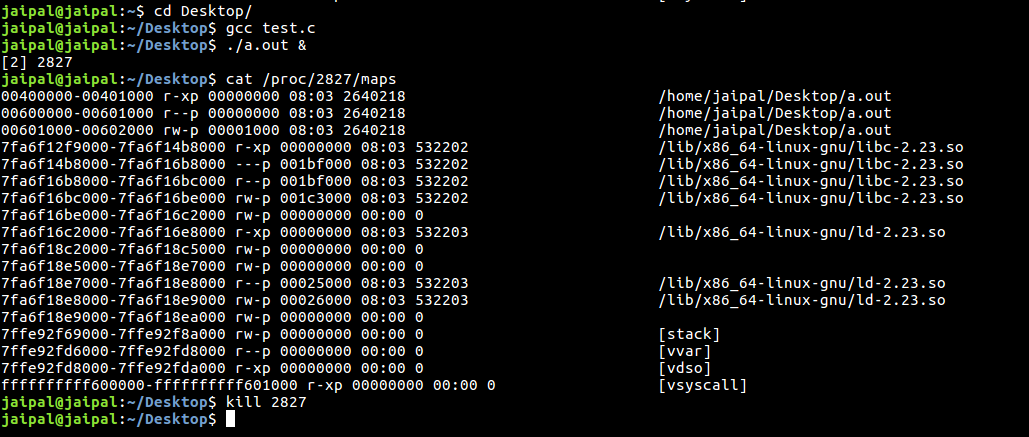 jaipal@jaipal:~$ cd Desktop/
jaipal@jaipal:~/Desktop$ gcc test.c
jaipal@jaipal:~/Desktop$ ./a.out &
[2] 2827
jaipal@jaipal:~/Desktop$ cat /proc/2827/maps
00400000-00401000 r-xp 00000000 08:03 2640218 /home/jaipal/Desktop/a.out
00600000-00601000 r--p 00000000 08:03 2640218 /home/jaipal/Desktop/a.out
00601000-00602000 rw-p 00001000 08:03 2640218 /home/jaipal/Desktop/a.out
7fa6f12f9000-7fa6f14b8000 r-xp 00000000 08:03 532202 /lib/x86_64-linux-gnu/libc-2.23.so
7fa6f14b8000-7fa6f16b8000 ---p 001bf000 08:03 532202 /lib/x86_64-linux-gnu/libc-2.23.so
7fa6f16b8000-7fa6f16bc000 r--p 001bf000 08:03 532202 /lib/x86_64-linux-gnu/libc-2.23.so
7fa6f16bc000-7fa6f16be000 rw-p 001c3000 08:03 532202 /lib/x86_64-linux-gnu/libc-2.23.so
7fa6f16be000-7fa6f16c2000 rw-p 00000000 00:00 0
7fa6f16c2000-7fa6f16e8000 r-xp 00000000 08:03 532203 /lib/x86_64-linux-gnu/ld-2.23.so
7fa6f18c2000-7fa6f18c5000 rw-p 00000000 00:00 0
7fa6f18e5000-7fa6f18e7000 rw-p 00000000 00:00 0
7fa6f18e7000-7fa6f18e8000 r--p 00025000 08:03 532203 /lib/x86_64-linux-gnu/ld-2.23.so
7fa6f18e8000-7fa6f18e9000 rw-p 00026000 08:03 532203 /lib/x86_64-linux-gnu/ld-2.23.so
7fa6f18e9000-7fa6f18ea000 rw-p 00000000 00:00 0
7ffe92f69000-7ffe92f8a000 rw-p 00000000 00:00 0 [stack]
7ffe92fd6000-7ffe92fd8000 r--p 00000000 00:00 0 [vvar]
7ffe92fd8000-7ffe92fda000 r-xp 00000000 00:00 0 [vdso]
ffffffffff600000-ffffffffff601000 r-xp 00000000 00:00 0 [vsyscall]
jaipal@jaipal:~/Desktop$ kill 2827
jaipal@jaipal:~/Desktop$